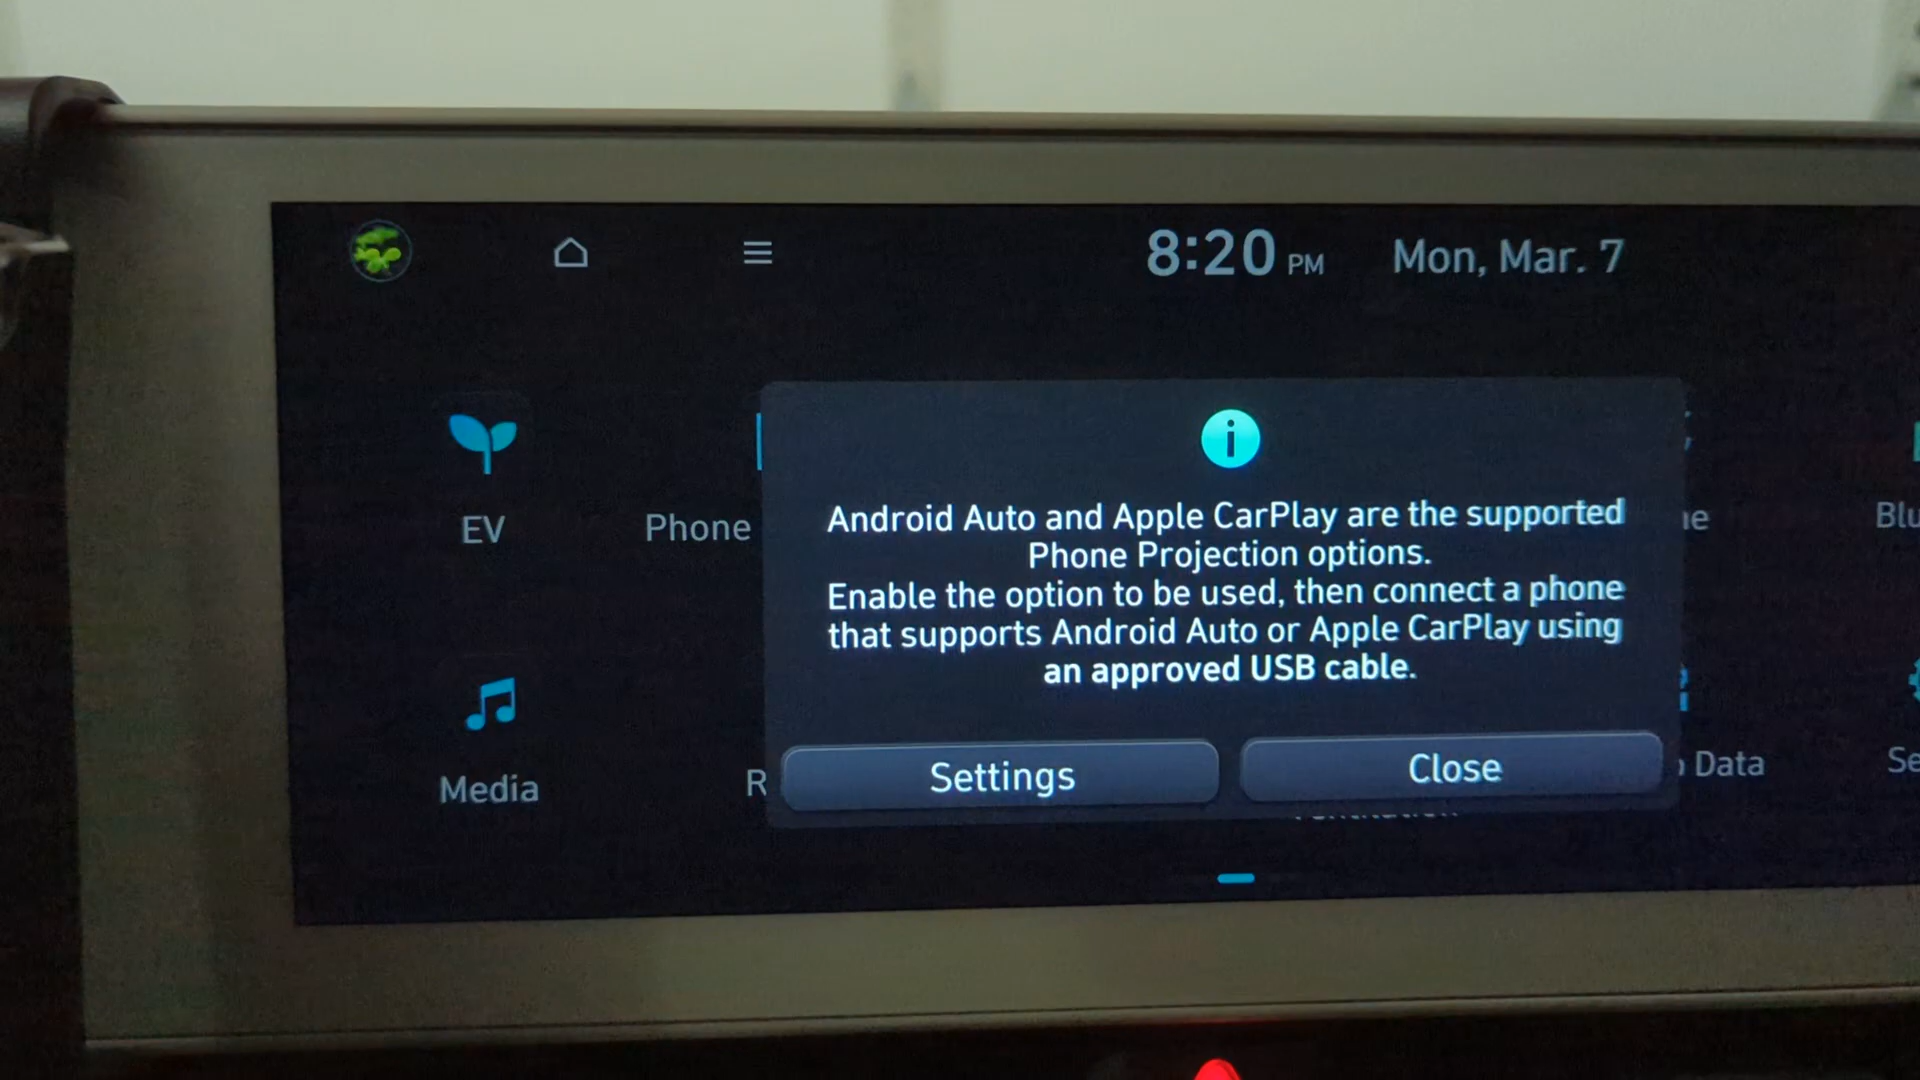 8:20 PM Mon, Mar. 7
Android Auto and Apple CarPlay are the supported
Phone Projection options.
Enable the option to be used, then connect a phone
that supports Android Auto or Apple CarPlay using
an approved USB cable.
Settings Close
EV Phone
Media Data